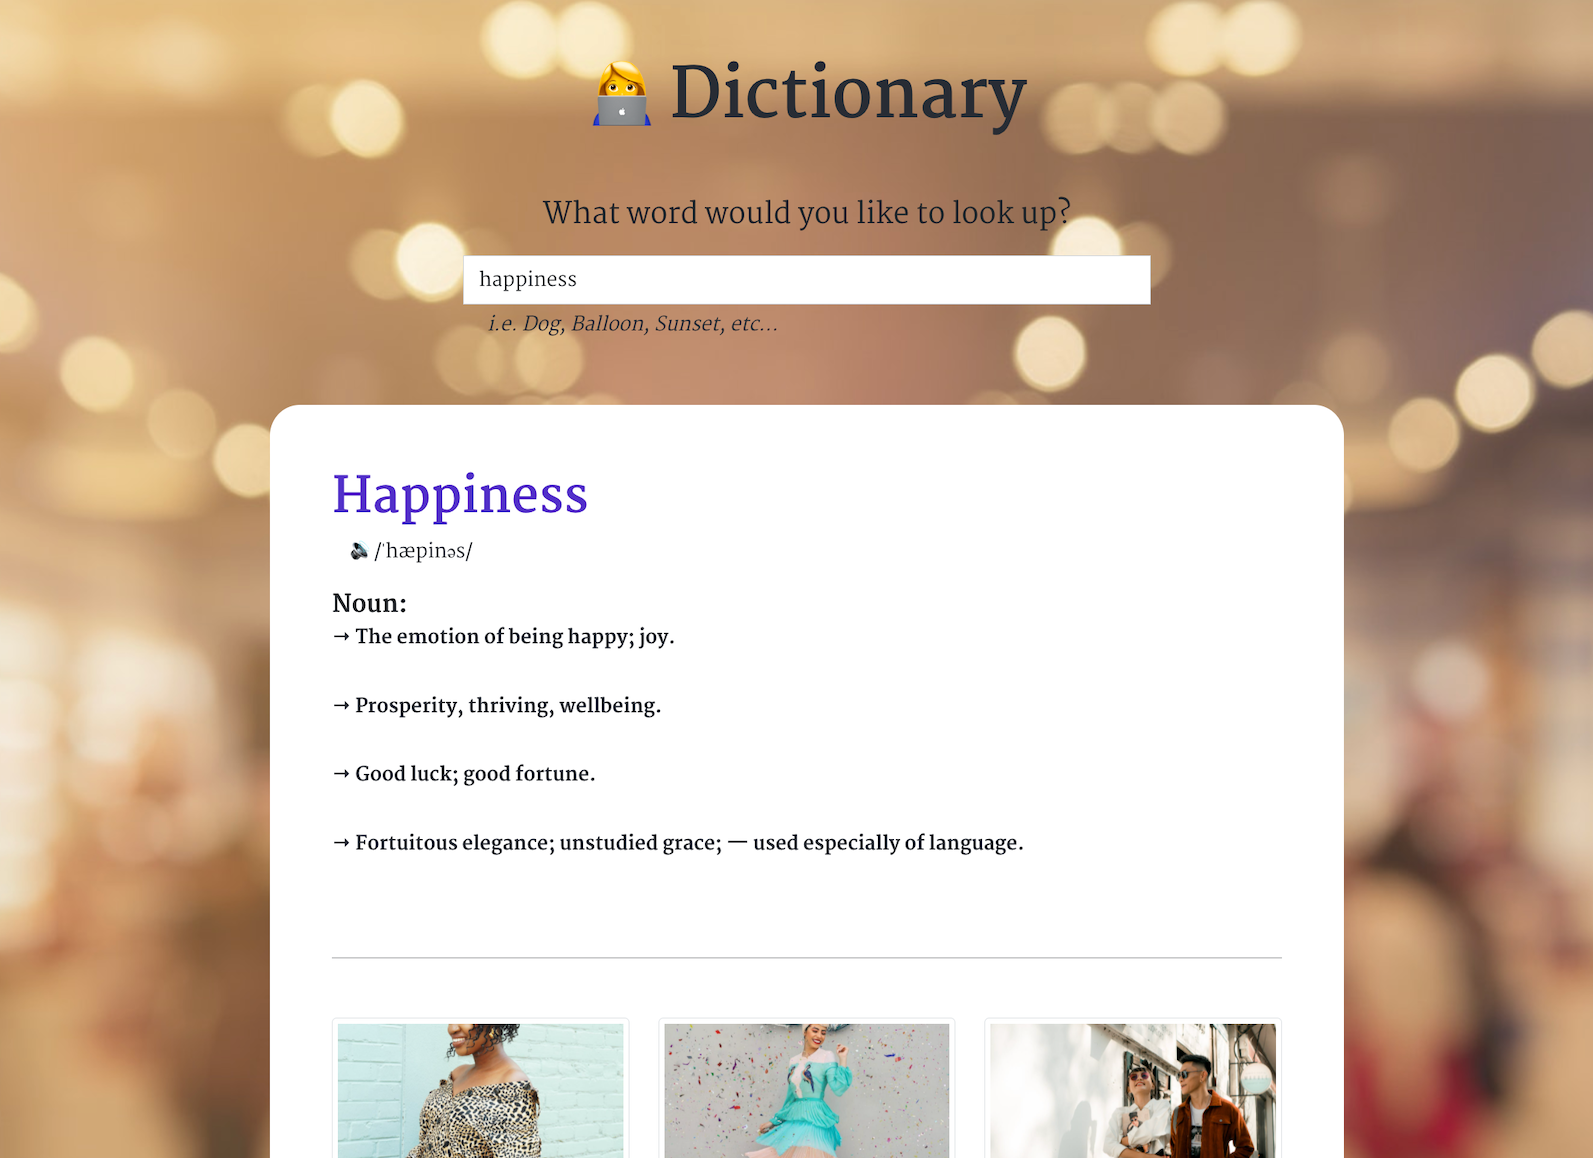 Dictionary
What word would you like to look up?
happiness
i.e. Dog, Balloon, Sunset, etc...
Happiness
/ˈhæpinəs/
Noun:
→ The emotion of being happy; joy.
→ Prosperity, thriving, wellbeing.
→ Good luck; good fortune.
→ Fortuitous elegance; unstudied grace; — used especially of language.